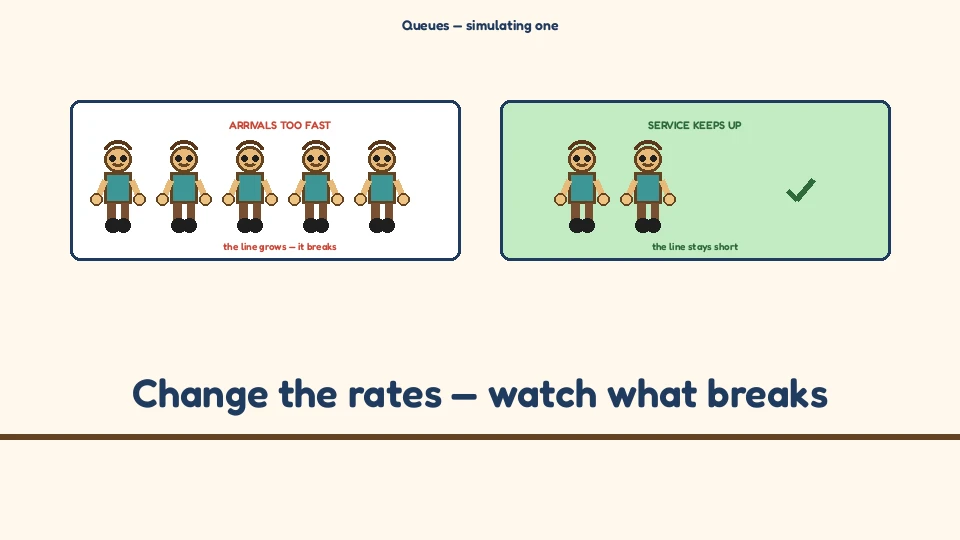 Queues — simulating one
ARRIVALS TOO FAST
the line grows — it breaks
SERVICE KEEPS UP
the line stays short
Change the rates — watch what breaks